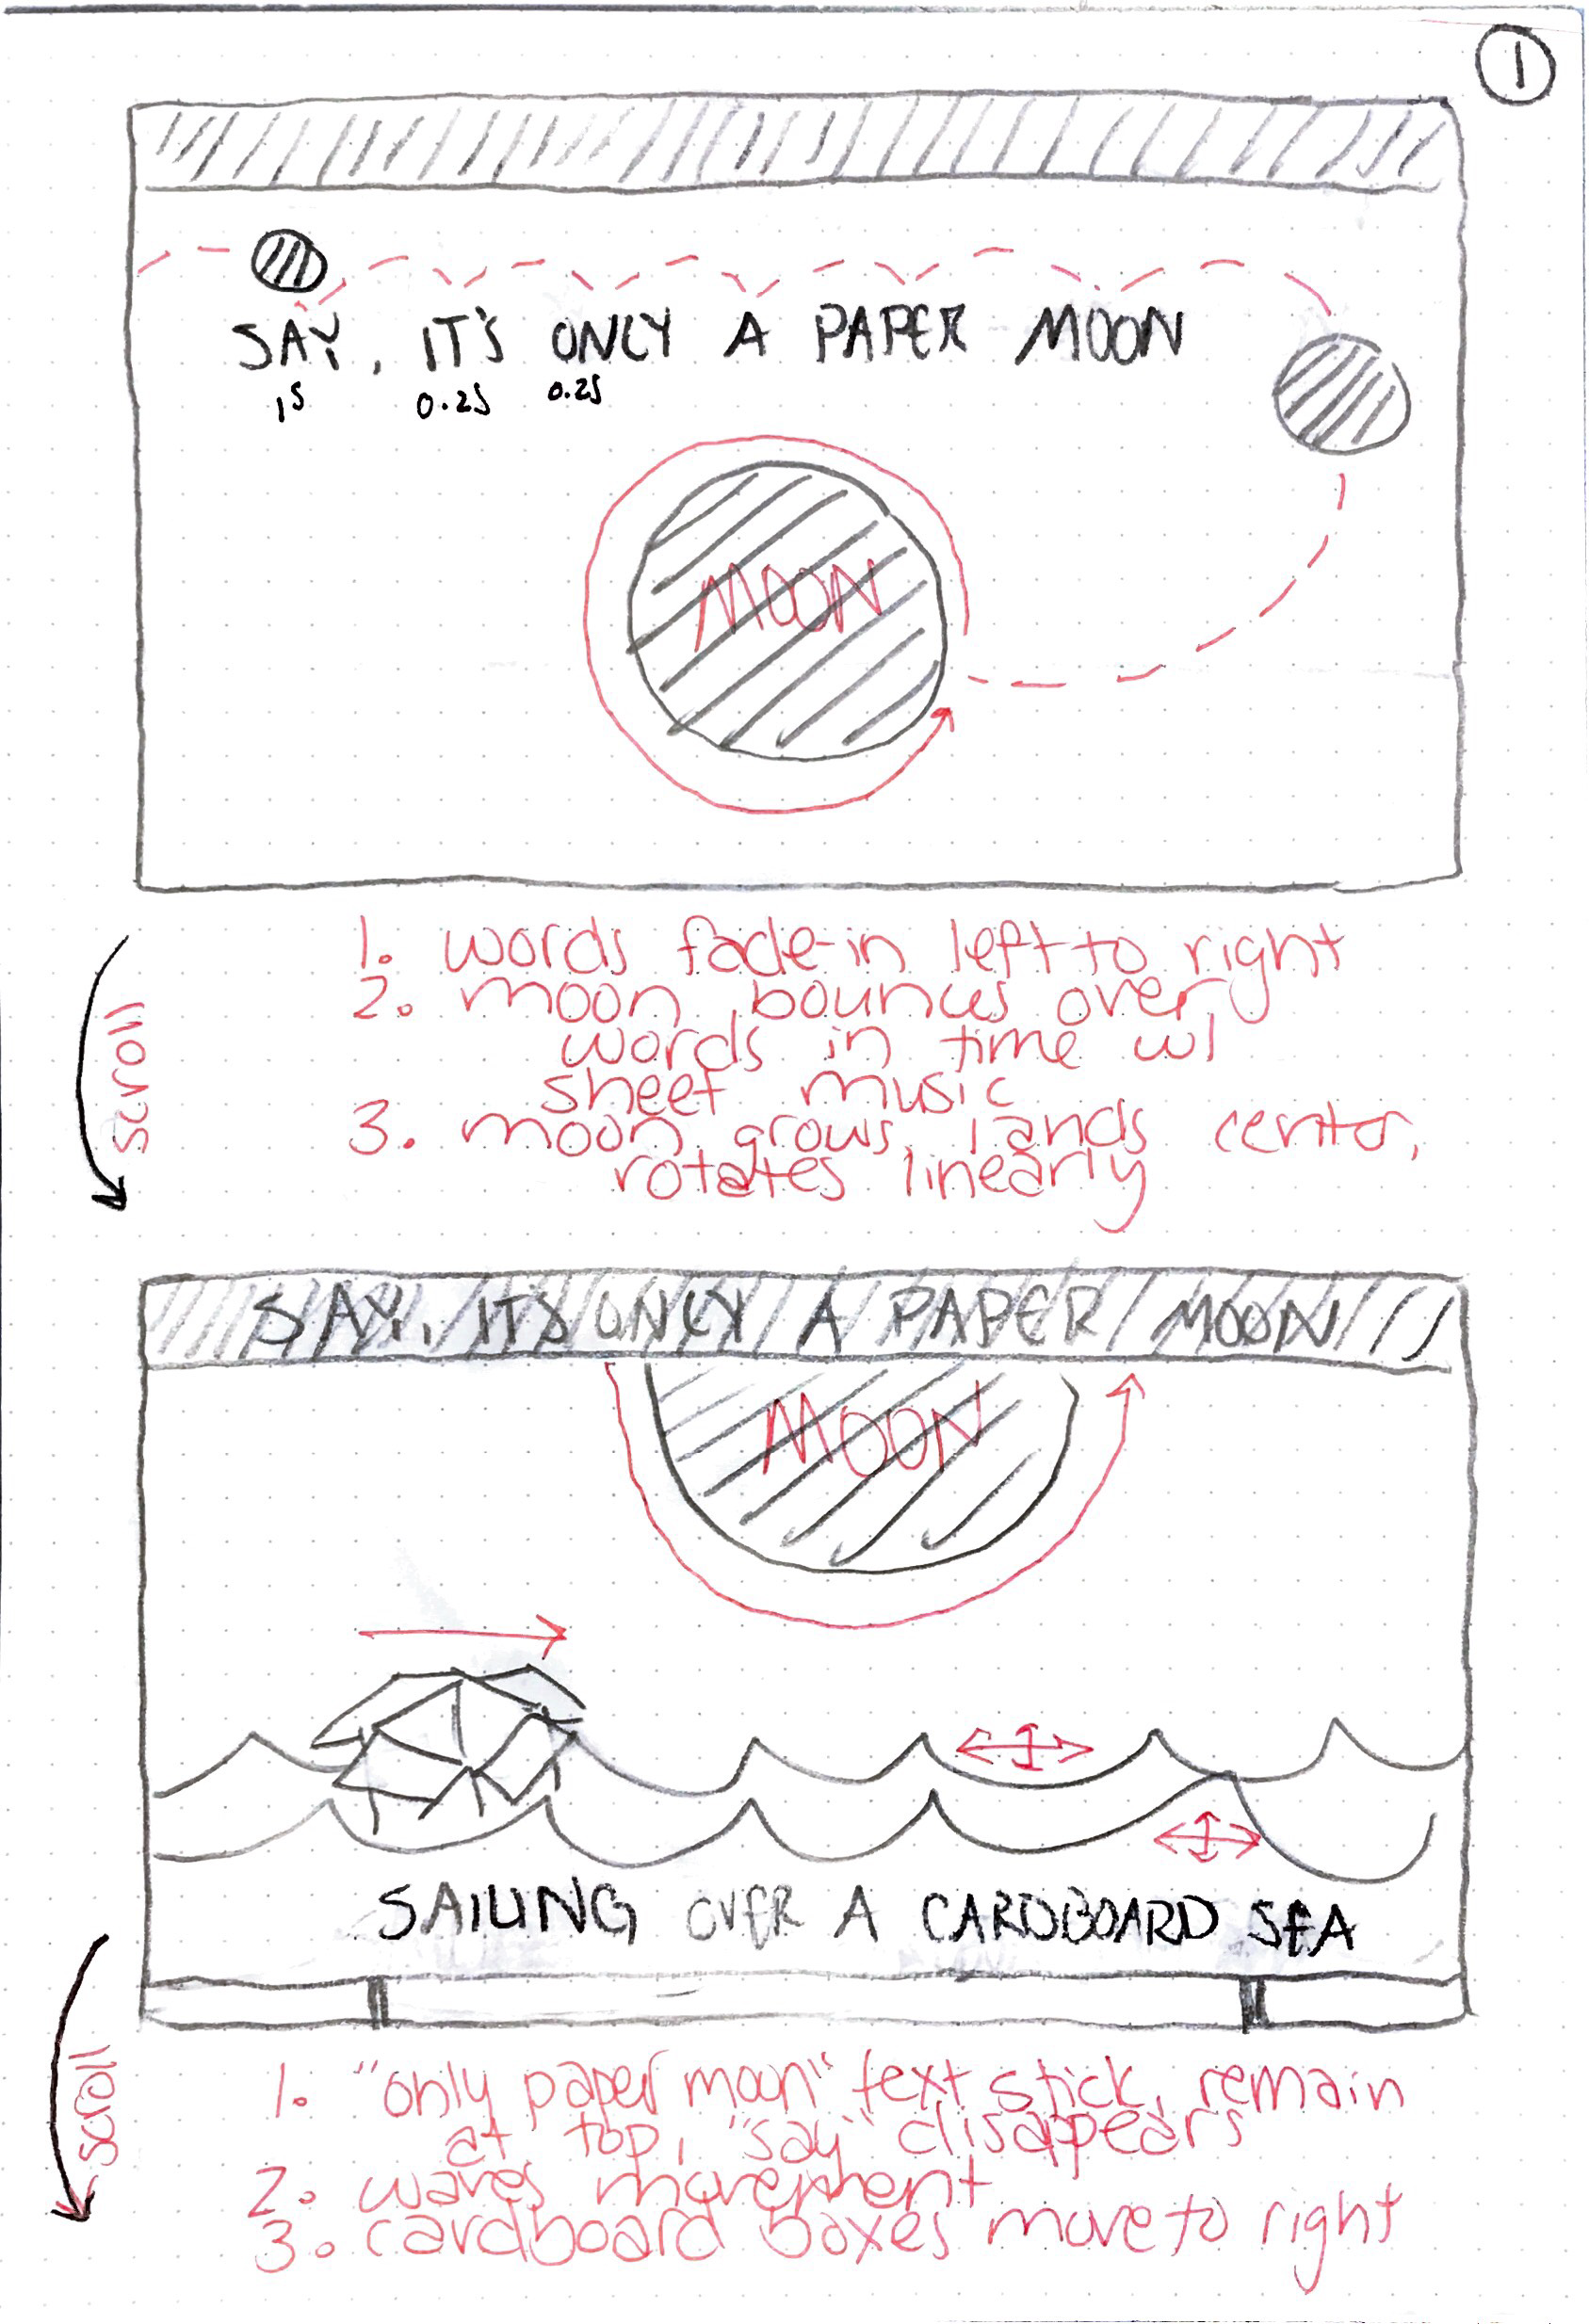 1
SAY, IT'S ONLY A PAPER MOON
1S 0.25 0.25
MOON
1. words fade-in left to right
2. moon bounces over
words in time w/
sheet music
3. moon grows, lands center,
rotates linearly
scroll
SAY, ITS ONLY A PAPER MOON
MOON
SAILING OVER A CARDBOARD SEA
1. "only paper moon" text stick, remain
at top, "say" disappears
2. waves movement
3. cardboard boxes move to right
scroll